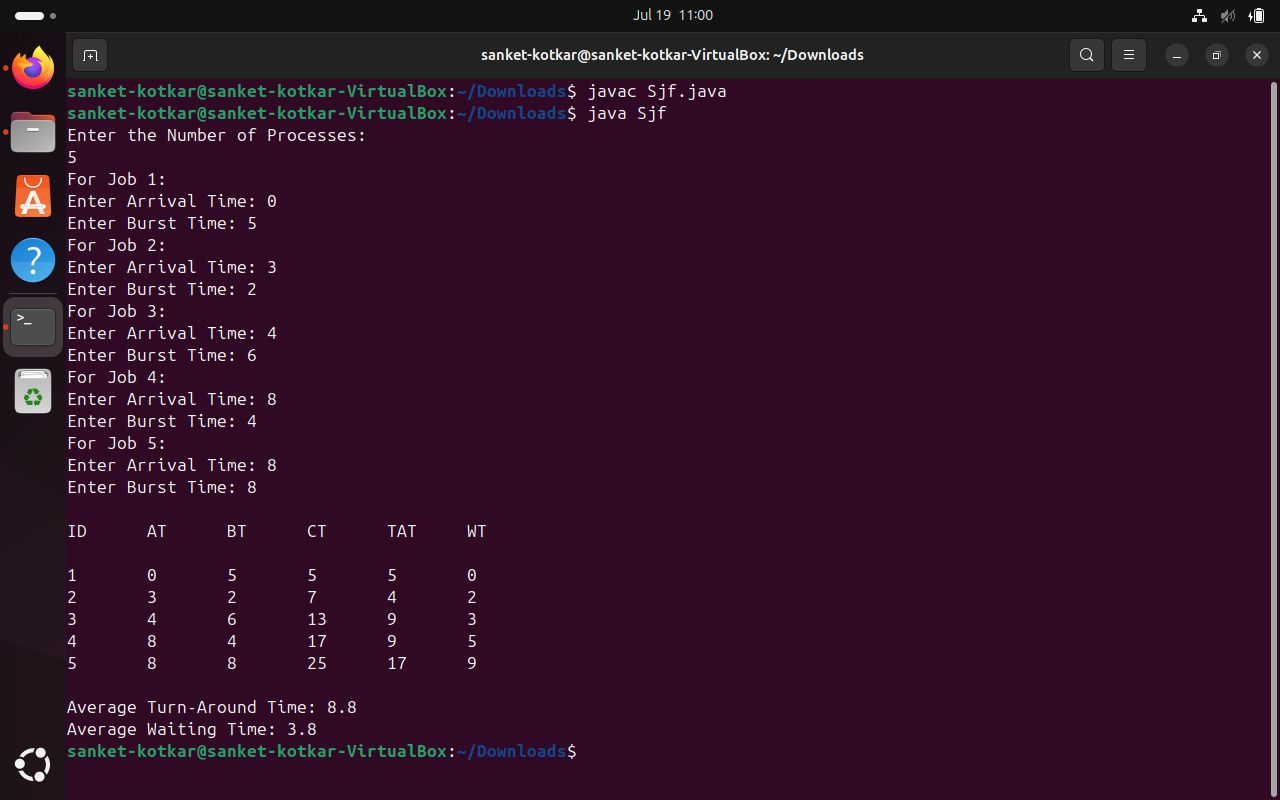 Jul 19 11:00
sanket-kotkar@sanket-kotkar-VirtualBox: ~/Downloads
sanket-kotkar@sanket-kotkar-VirtualBox:~/Downloads$ javac Sjf.java
sanket-kotkar@sanket-kotkar-VirtualBox:~/Downloads$ java Sjf
Enter the Number of Processes:
5
For Job 1:
Enter Arrival Time: 0
Enter Burst Time: 5
For Job 2:
Enter Arrival Time: 3
Enter Burst Time: 2
For Job 3:
Enter Arrival Time: 4
Enter Burst Time: 6
For Job 4:
Enter Arrival Time: 8
Enter Burst Time: 4
For Job 5:
Enter Arrival Time: 8
Enter Burst Time: 8
ID AT BT CT TAT WT
1 0 5 5 5 0
2 3 2 7 4 2
3 4 6 13 9 3
4 8 4 17 9 5
5 8 8 25 17 9
Average Turn-Around Time: 8.8
Average Waiting Time: 3.8
sanket-kotkar@sanket-kotkar-VirtualBox:~/Downloads$